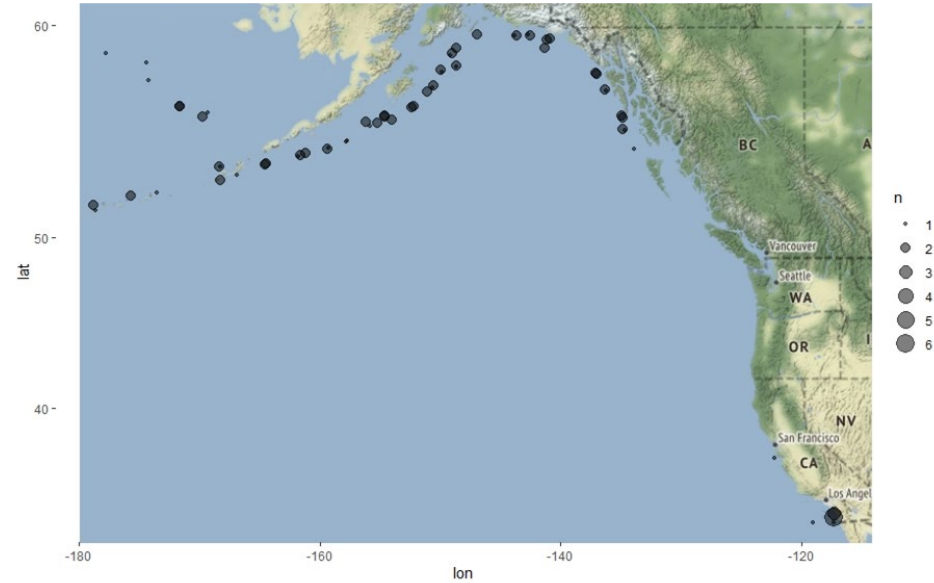 60
BC
A
n
1
2
3
4
5
6
50
lat
Vancouver
Seattle
WA
OR
I
40
NV
San Francisco
CA
Los Angel
-180
-160
-140
-120
lon